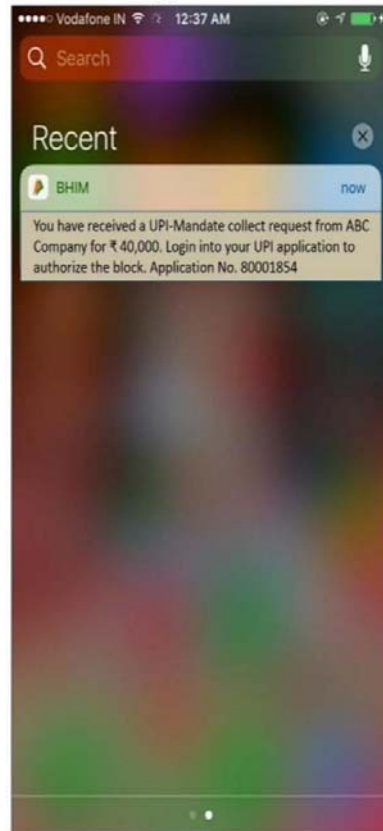 Vodafone IN 12:37 AM
Search
Recent
BHIM now
You have received a UPI-Mandate collect request from ABC
Company for ₹ 40,000. Login into your UPI application to
authorize the block. Application No. 80001854